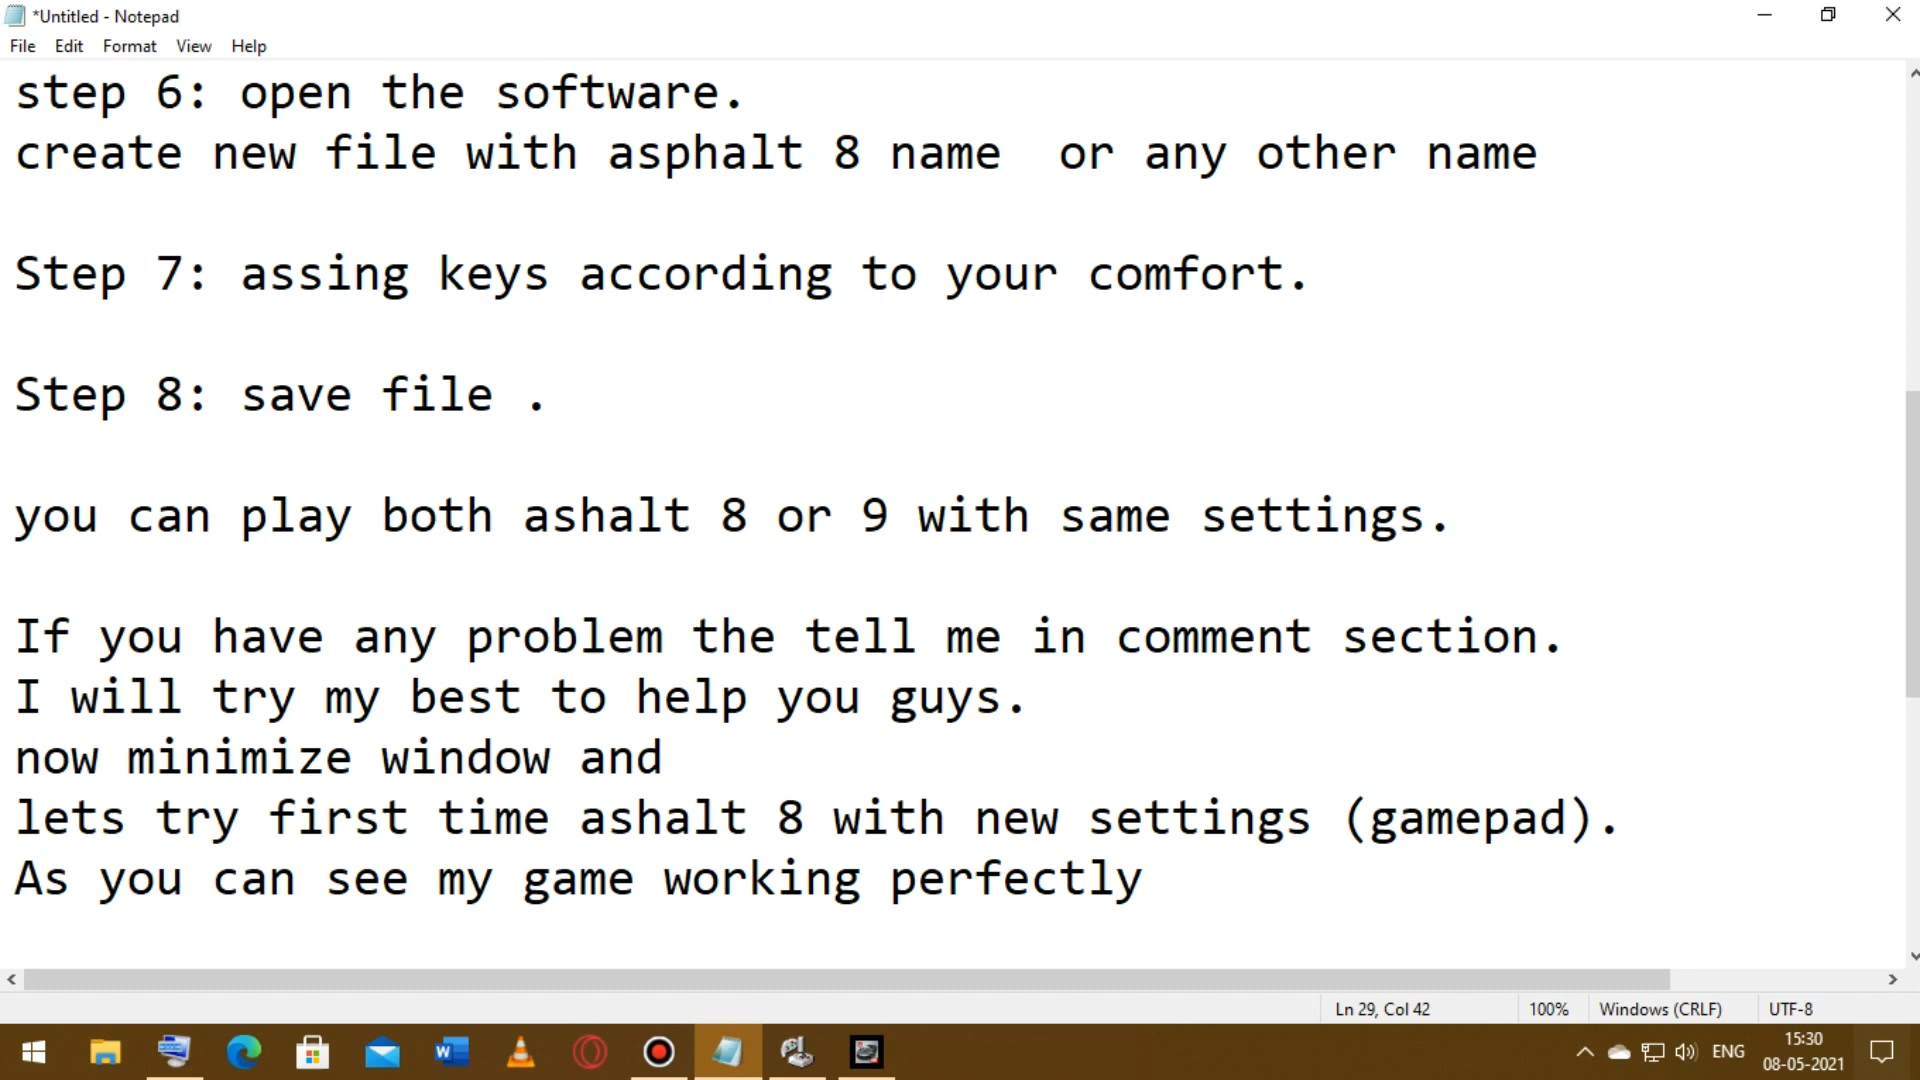 *Untitled - Notepad
File Edit Format View Help
step 6: open the software.
create new file with asphalt 8 name  or any other name
Step 7: assing keys according to your comfort.
Step 8: save file .
you can play both ashalt 8 or 9 with same settings.
If you have any problem the tell me in comment section.
I will try my best to help you guys.
now minimize window and
lets try first time ashalt 8 with new settings (gamepad).
As you can see my game working perfectly
Ln 29, Col 42 100% Windows (CRLF) UTF-8
ENG 15:30
08-05-2021